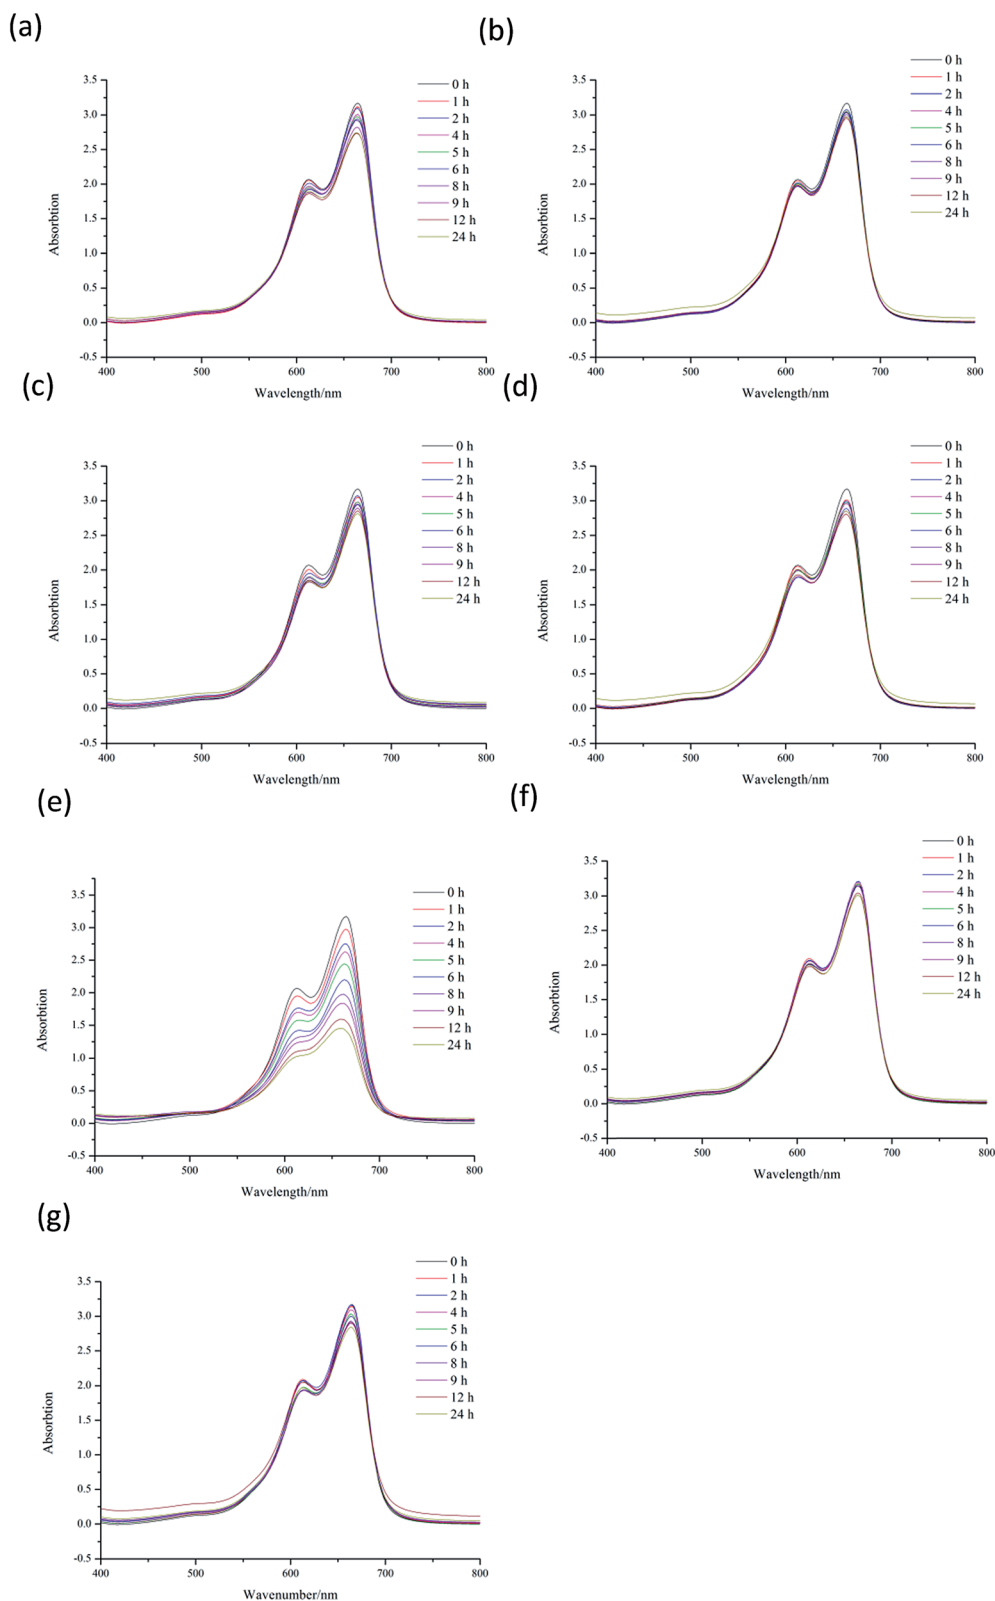 (a)
3.5
3.0
2.5
2.0
1.5
1.0
0.5
0.0
-0.5
400
500
600
700
800
Absorbtion
Wavelength/nm
0 h
1 h
2 h
4 h
5 h
6 h
8 h
9 h
12 h
24 h
(b)
3.5
3.0
2.5
2.0
1.5
1.0
0.5
0.0
-0.5
400
500
600
700
800
Absorbtion
Wavelength/nm
0 h
1 h
2 h
4 h
5 h
6 h
8 h
9 h
12 h
24 h
(c)
3.5
3.0
2.5
2.0
1.5
1.0
0.5
0.0
-0.5
400
500
600
700
800
Absorbtion
Wavelength/nm
0 h
1 h
2 h
4 h
5 h
6 h
8 h
9 h
12 h
24 h
(d)
3.5
3.0
2.5
2.0
1.5
1.0
0.5
0.0
-0.5
400
500
600
700
800
Absorbtion
Wavelength/nm
0 h
1 h
2 h
4 h
5 h
6 h
8 h
9 h
12 h
24 h
(e)
3.5
3.0
2.5
2.0
1.5
1.0
0.5
0.0
-0.5
400
500
600
700
800
Absorbtion
Wavelength/nm
0 h
1 h
2 h
4 h
5 h
6 h
8 h
9 h
12 h
24 h
(f)
3.5
3.0
2.5
2.0
1.5
1.0
0.5
0.0
-0.5
400
500
600
700
800
Absorbtion
Wavelength/nm
0 h
1 h
2 h
4 h
5 h
6 h
8 h
9 h
12 h
24 h
(g)
3.5
3.0
2.5
2.0
1.5
1.0
0.5
0.0
-0.5
400
500
600
700
800
Absorbtion
Wavenumber/nm
0 h
1 h
2 h
4 h
5 h
6 h
8 h
9 h
12 h
24 h